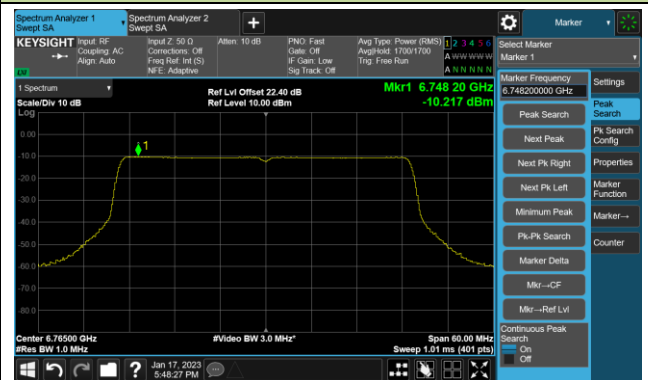 Spectrum Analyzer 1
Swept SA
Spectrum Analyzer 2
Swept SA
+
Marker
KEYSIGHT
Input: RF
Coupling: AC
Align: Auto
Input Z: 50 Ω
Corrections: Off
Freq Ref: Int (S)
NFE: Adaptive
Atten: 10 dB
PNO: Fast
Gate: Off
IF Gain: Low
Sig Track: Off
Avg Type: Power (RMS)
Avg|Hold: 1700/1700
Trig: Free Run
1 2 3 4 5 6
A W W W W W
A N N N N N
LXI
Select Marker
Marker 1
1 Spectrum
Scale/Div 10 dB
Log
Ref Lvl Offset 22.40 dB
Ref Level 10.00 dBm
Mkr1 6.748 20 GHz
-10.217 dBm
Marker Frequency
6.748200000 GHz
Settings
Peak Search
Next Peak
Next Pk Right
Next Pk Left
Minimum Peak
Pk-Pk Search
Marker Delta
Mkr→CF
Mkr→Ref Lvl
Continuous Peak
Search
On
Off
Peak
Search
Pk Search
Config
Properties
Marker
Function
Marker→
Counter
0.00
-10.0
-20.0
-30.0
-40.0
-50.0
-60.0
-70.0
-80.0
1
Center 6.76500 GHz
#Res BW 1.0 MHz
#Video BW 3.0 MHz*
Span 60.00 MHz
Sweep 1.01 ms (401 pts)
?
Jan 17, 2023
5:48:27 PM